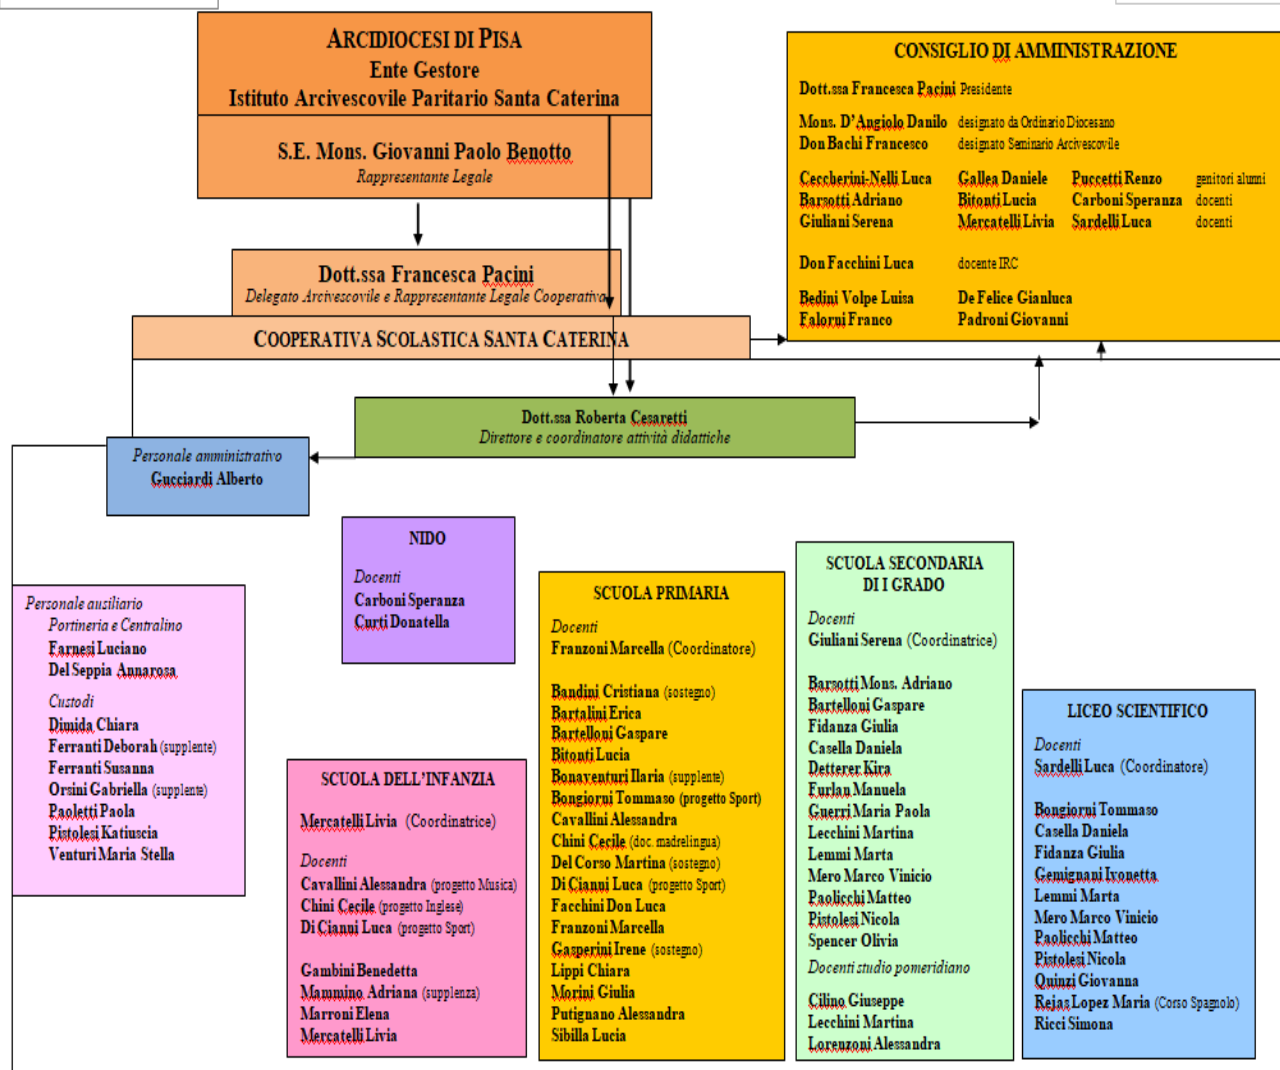 ARCIDIOCESI DI PISA
Ente Gestore
Istituto Arcivescovile Paritario Santa Caterina
S.E. Mons. Giovanni Paolo Benotto
Rappresentante Legale
Dott.ssa Francesca Pacini
Delegato Arcivescovile e Rappresentante Legale Cooperativa
COOPERATIVA SCOLASTICA SANTA CATERINA
CONSIGLIO DI AMMINISTRAZIONE
Dott.ssa Francesca Pacini Presidente
Mons. D'Angiolo Danilo designato da Ordinario Diocesano
Don Bachi Francesco designato Seminario Arcivescovile
Ceccherini-Nelli Luca Gallea Daniele Puccetti Renzo genitori alunni
Barsotti Adriano Bitonti Lucia Carboni Speranza docenti
Giuliani Serena Mercatelli Livia Sardelli Luca docenti
Don Facchini Luca docente IRC
Bedini Volpe Luisa De Felice Gianluca
Falorni Franco Padroni Giovanni
Dott.ssa Roberta Cesaretti
Direttore e coordinatore attività didattiche
Personale amministrativo
Gucciardi Alberto
Personale ausiliario
Portineria e Centralino
Farnesi Luciano
Del Seppia Annarosa
Custodi
Dimida Chiara
Ferranti Deborah (supplente)
Ferranti Susanna
Orsini Gabriella (supplente)
Paoletti Paola
Pistolesi Katiuscia
Venturi Maria Stella
NIDO
Docenti
Carboni Speranza
Curti Donatella
SCUOLA DELL'INFANZIA
Mercatelli Livia (Coordinatrice)
Docenti
Cavallini Alessandra (progetto Musica)
Chini Cecile (progetto Inglese)
Di Cianni Luca (progetto Sport)
Gambini Benedetta
Mammino Adriana (supplenza)
Marroni Elena
Mercatelli Livia
SCUOLA PRIMARIA
Docenti
Franzoni Marcella (Coordinatore)
Bandini Cristiana (sostegno)
Bartalini Erica
Bartelloni Gaspare
Bitonti Lucia
Bonaventuri Ilaria (supplente)
Bongiorni Tommaso (progetto Sport)
Cavallini Alessandra
Chini Cecile (doc. madrelingua)
Del Corso Martina (sostegno)
Di Cianni Luca (progetto Sport)
Facchini Don Luca
Franzoni Marcella
Gasperini Irene (sostegno)
Lippi Chiara
Morini Giulia
Putignano Alessandra
Sibilla Lucia
SCUOLA SECONDARIA
DI I GRADO
Docenti
Giuliani Serena (Coordinatrice)
Barsotti Mons. Adriano
Bartelloni Gaspare
Fidanza Giulia
Casella Daniela
Detterer Kira
Furlan Manuela
Guerri Maria Paola
Lecchini Martina
Lemmi Marta
Mero Marco Vinicio
Paolicchi Matteo
Pistolesi Nicola
Spencer Olivia
Docenti studio pomeridiano
Cilino Giuseppe
Lecchini Martina
Lorenzoni Alessandra
LICEO SCIENTIFICO
Docenti
Sardelli Luca (Coordinatore)
Bongiorni Tommaso
Casella Daniela
Fidanza Giulia
Gemignani Ivonetta
Lemmi Marta
Mero Marco Vinicio
Paolicchi Matteo
Pistolesi Nicola
Quinzi Giovanna
Rejas Lopez Maria (Corso Spagnolo)
Ricci Simona